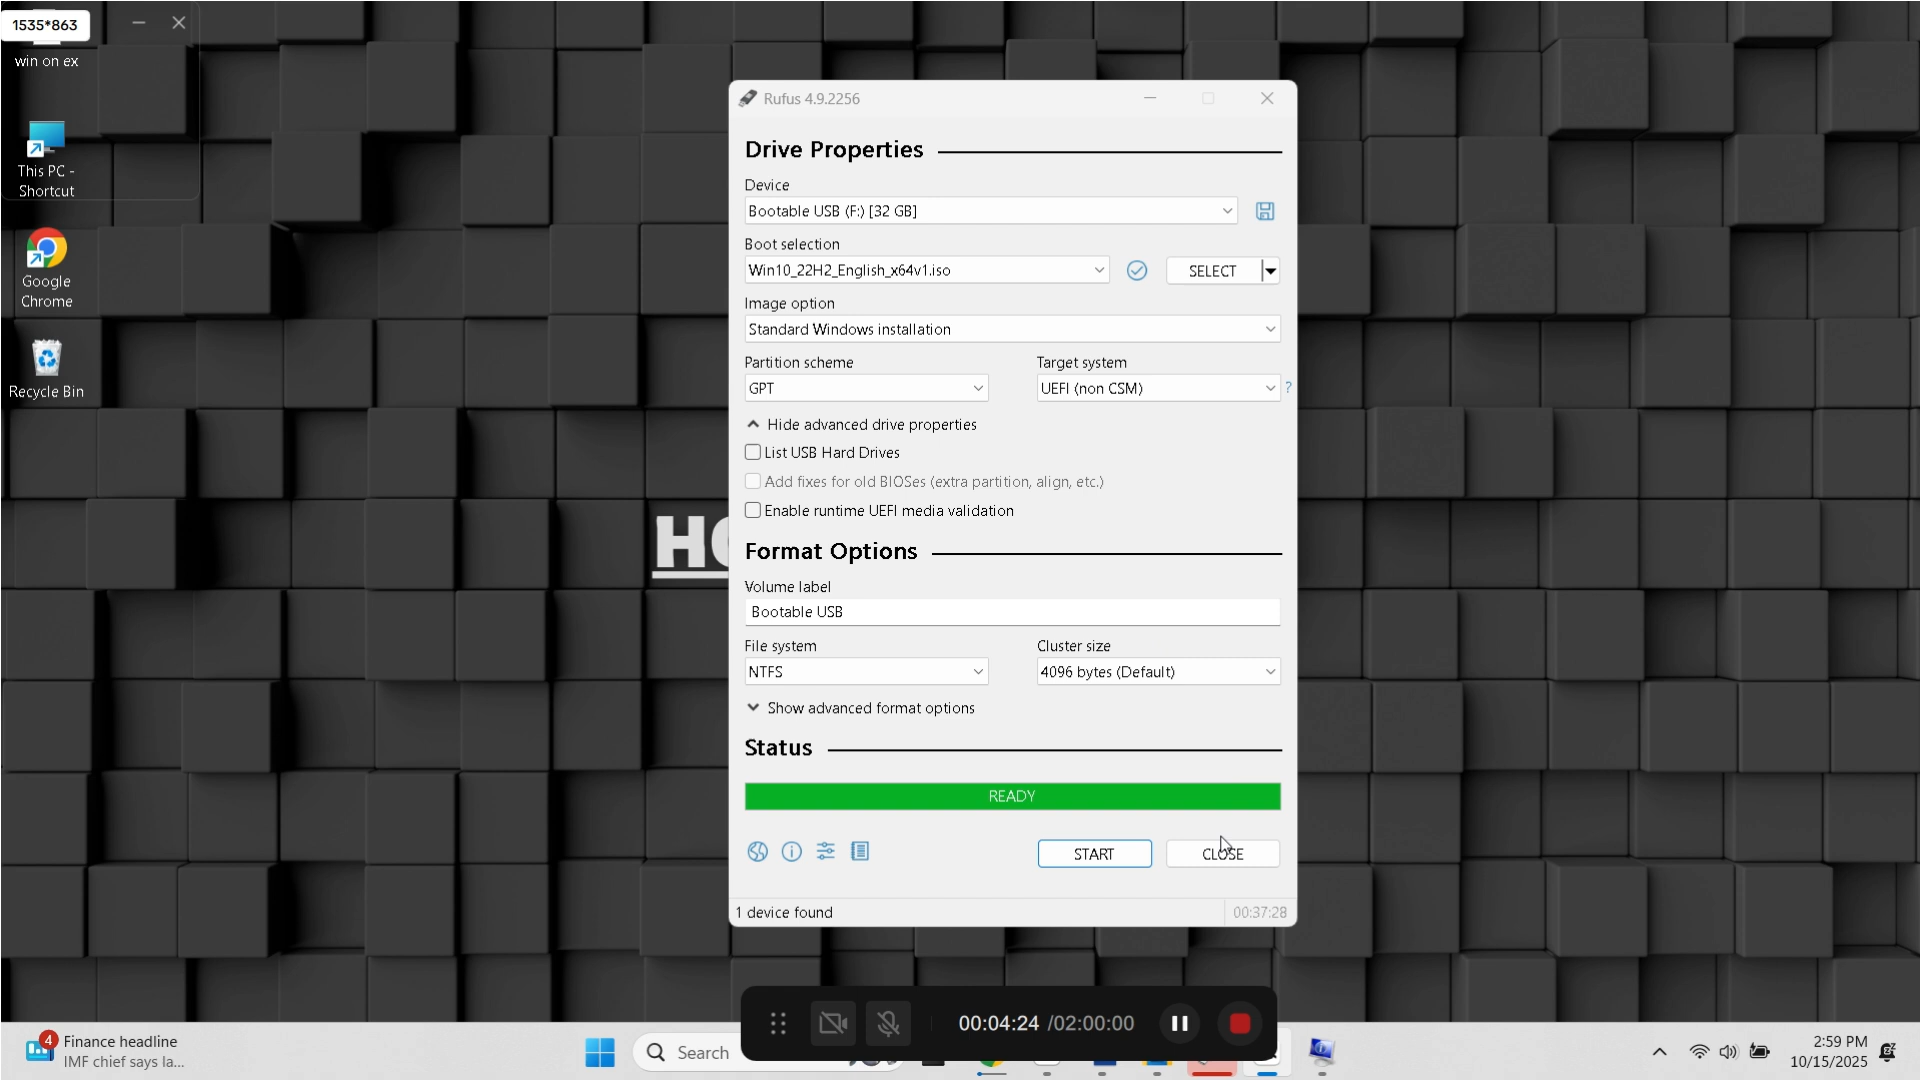 1535*863
win on ex
This PC -
Shortcut
Google
Chrome
Recycle Bin
HO
Rufus 4.9.2256
Drive Properties
Device
Bootable USB (F:) [32 GB]
Boot selection
Win10_22H2_English_x64v1.iso
SELECT
Image option
Standard Windows installation
Partition scheme
Target system
GPT
UEFI (non CSM)
?
Hide advanced drive properties
List USB Hard Drives
Add fixes for old BIOSes (extra partition, align, etc.)
Enable runtime UEFI media validation
Format Options
Volume label
Bootable USB
File system
Cluster size
NTFS
4096 bytes (Default)
Show advanced format options
Status
READY
START
CLOSE
1 device found
00:37:28
00:04:24 /02:00:00
4
Finance headline
IMF chief says la...
Search
2:59 PM
10/15/2025